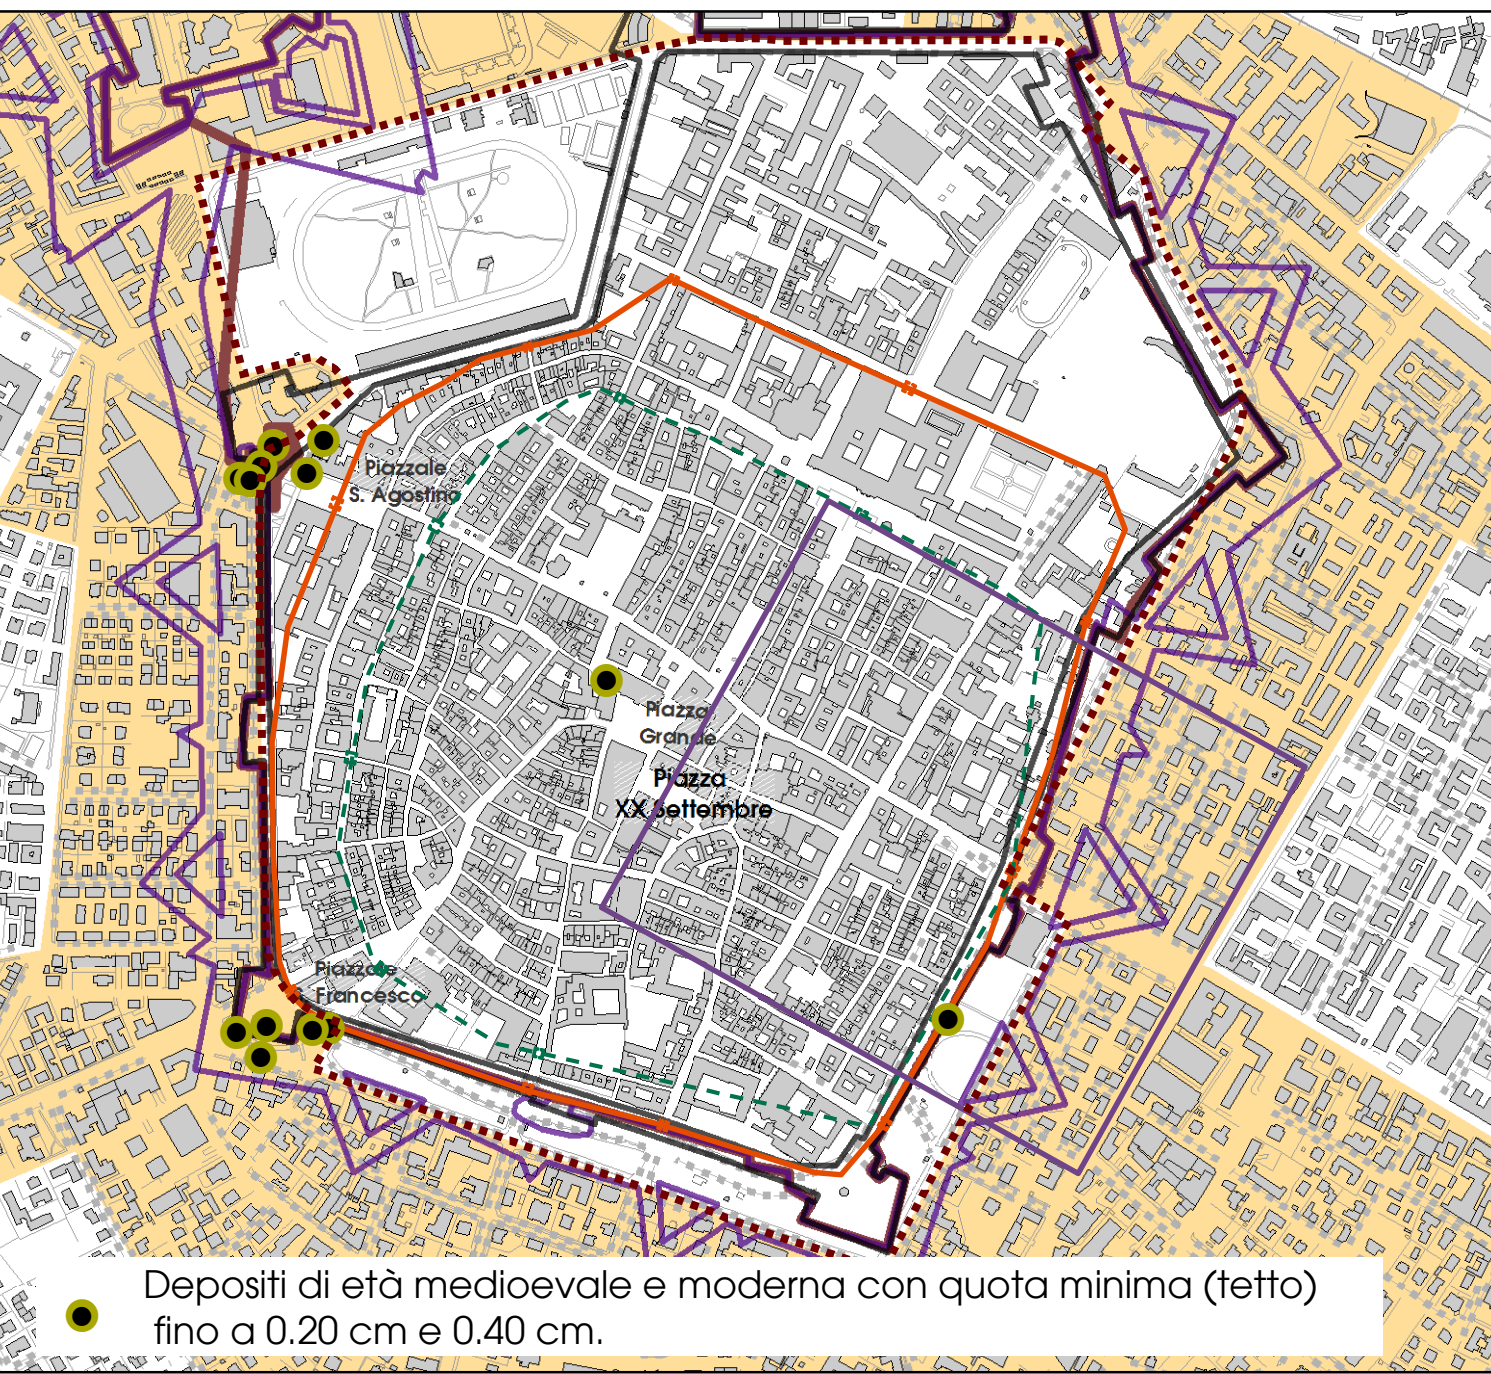 Piazzale
S. Agostino
Piazza
Grande
Piazza
XX Settembre
Piazzale
Francesco
Depositi di età medioevale e moderna con quota minima (tetto)
fino a 0.20 cm e 0.40 cm.